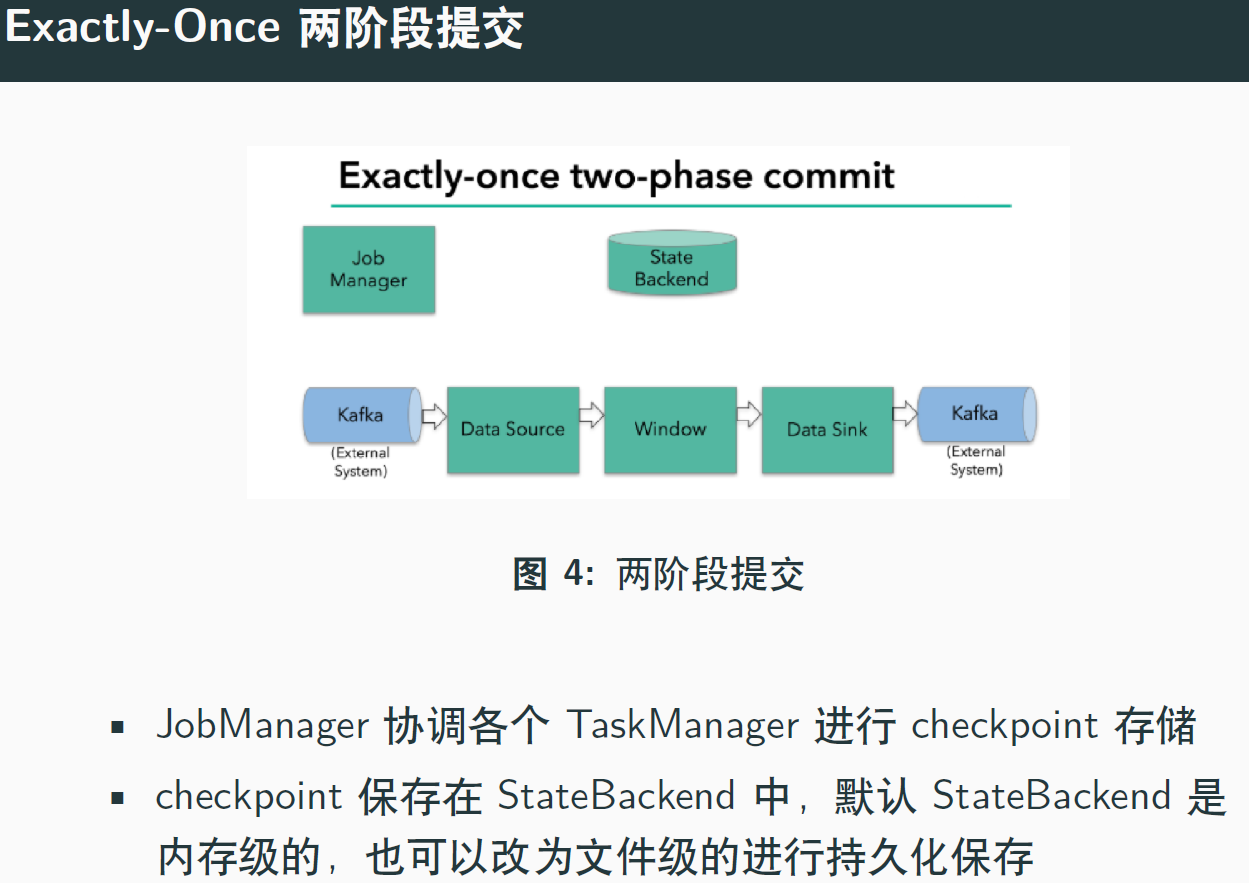 Exactly-Once 两阶段提交
Exactly-once two-phase commit
Job
Manager
State
Backend
Kafka
(External
System)
Data Source
Window
Data Sink
Kafka
(External
System)
图 4: 两阶段提交
▪ JobManager 协调各个 TaskManager 进行 checkpoint 存储
▪ checkpoint 保存在 StateBackend 中，默认 StateBackend 是
内存级的，也可以改为文件级的进行持久化保存